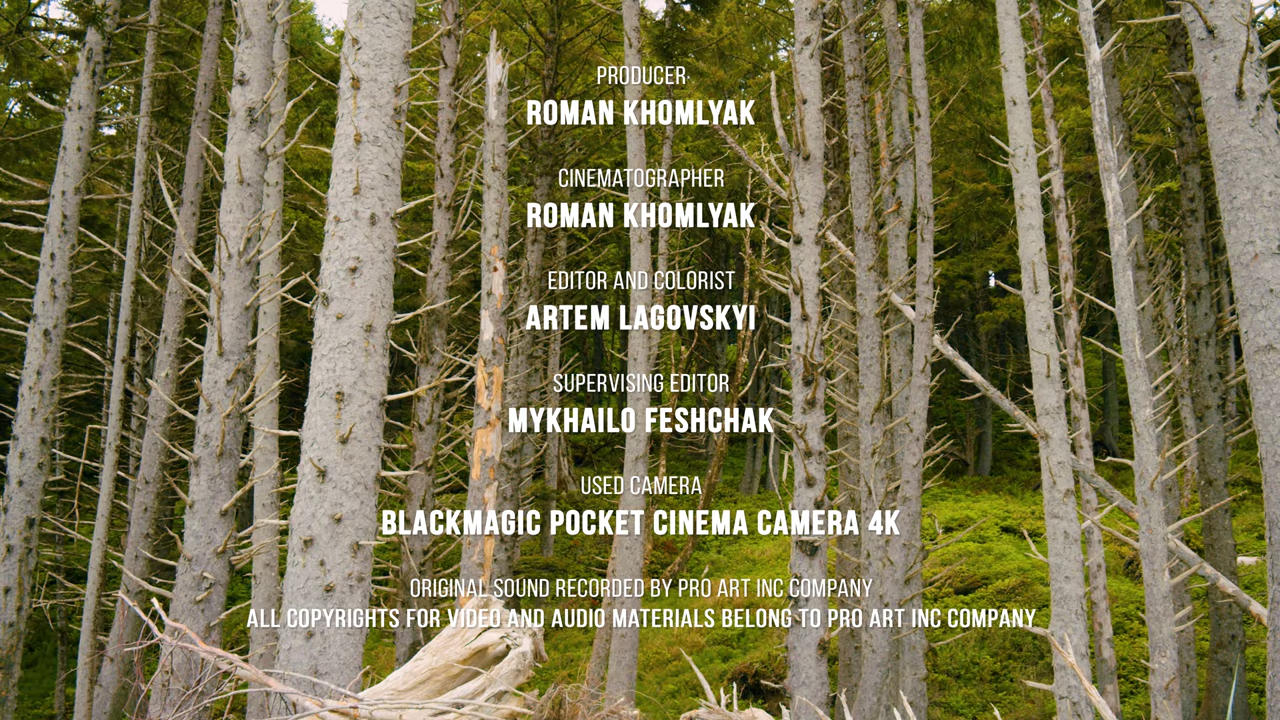 PRODUCER
ROMAN KHOMLYAK
CINEMATOGRAPHER
ROMAN KHOMLYAK
EDITOR AND COLORIST
ARTEM LAGOVSKYI
SUPERVISING EDITOR
MYKHAILO FESHCHAK
USED CAMERA
BLACKMAGIC POCKET CINEMA CAMERA 4K
ORIGINAL SOUND RECORDED BY PRO ART INC COMPANY
ALL COPYRIGHTS FOR VIDEO AND AUDIO MATERIALS BELONG TO PRO ART INC COMPANY